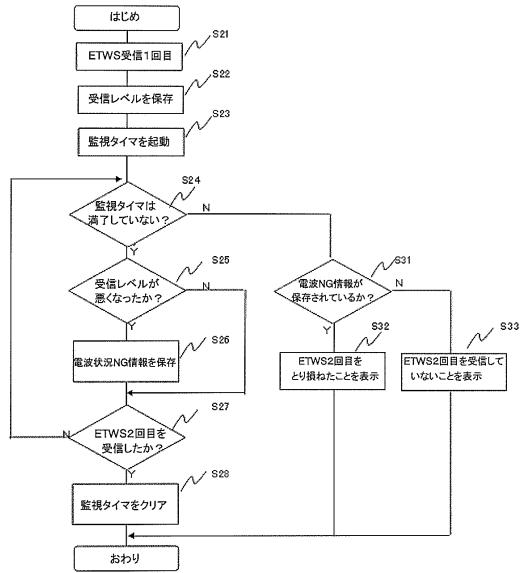 はじめ
S21
ETWS受信1回目
S22
受信レベルを保存
S23
監視タイマを起動
S24
監視タイマは
満了していない?
N
Y
S25
受信レベルが
悪くなったか?
N
Y
S26
電波状況NG情報を保存
S27
ETWS2回目を
受信したか?
N
Y
S28
監視タイマをクリア
おわり
S31
電波NG情報が
保存されているか?
N
Y
S32
ETWS2回目を
とり損ねたことを表示
S33
ETWS2回目を受信して
いないことを表示